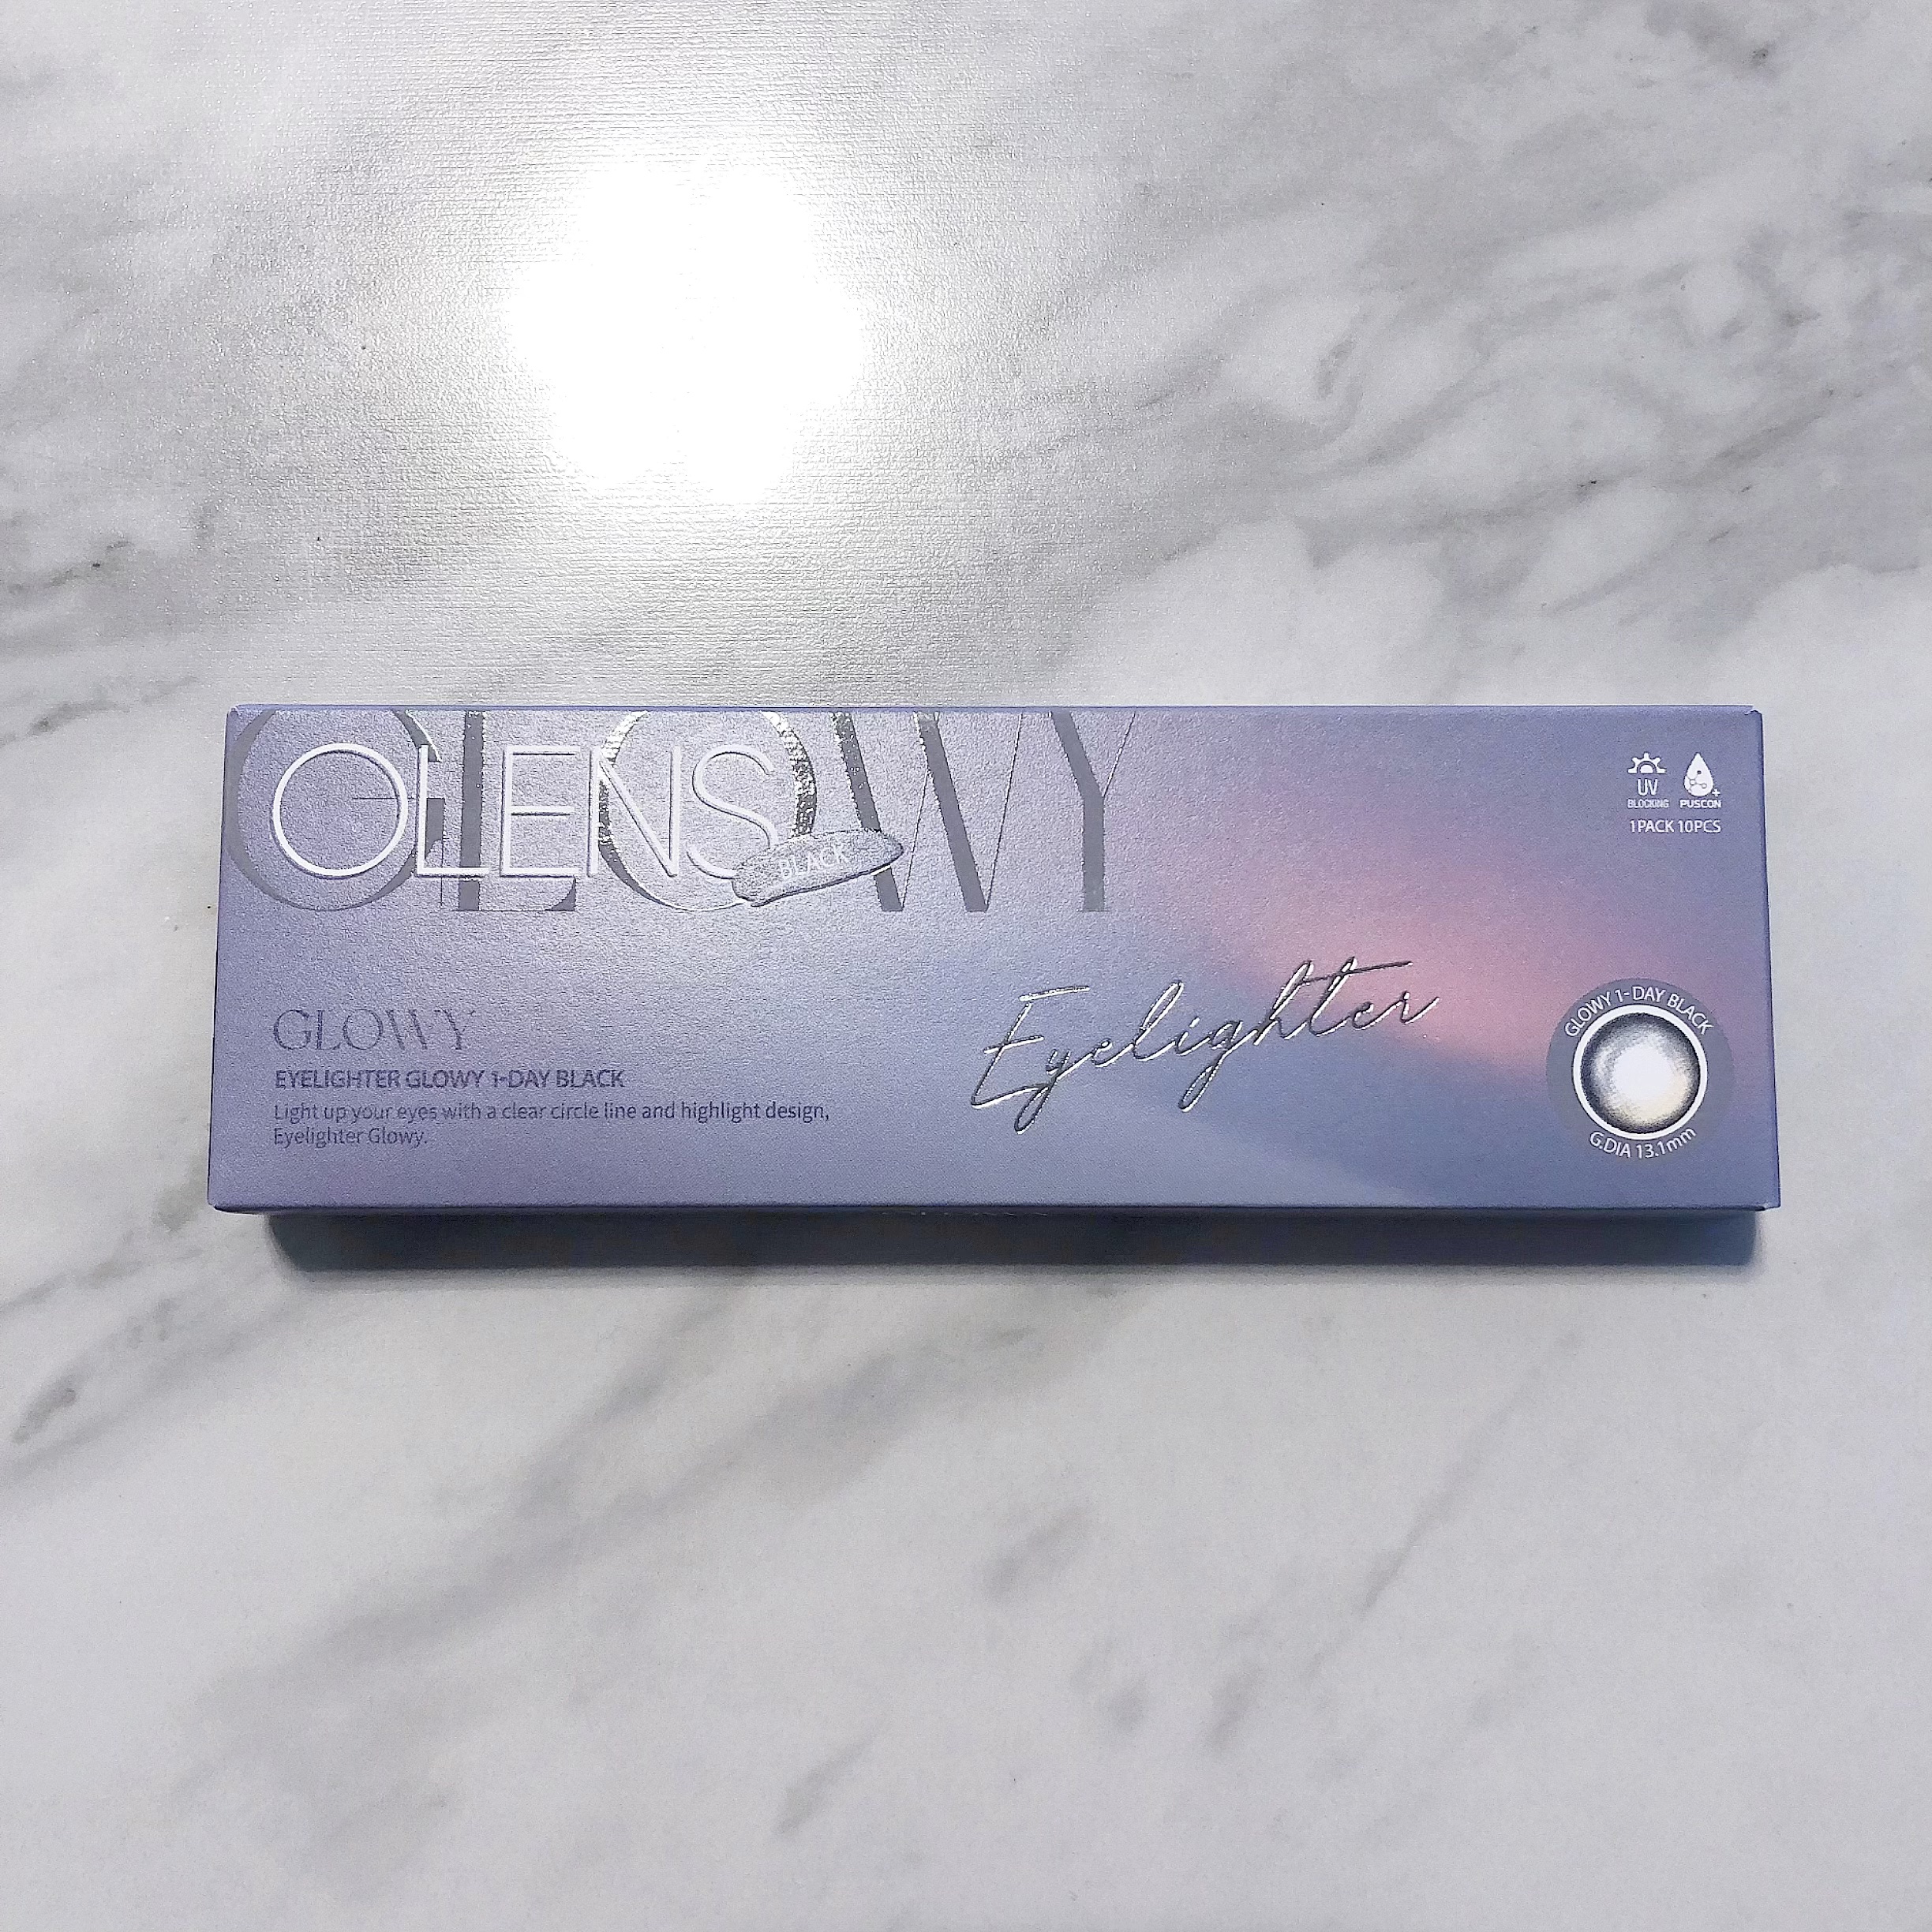 GLOWY
OLENS
BLACK
UV
BLOCKING
PUSCON
1PACK 10PCS
Eyelighter
GLOWY
EYELIGHTER GLOWY 1-DAY BLACK
Light up your eyes with a clear circle line and highlight design,
Eyelighter Glowy.
GLOWY 1-DAY BLACK
G.DIA 13.1mm